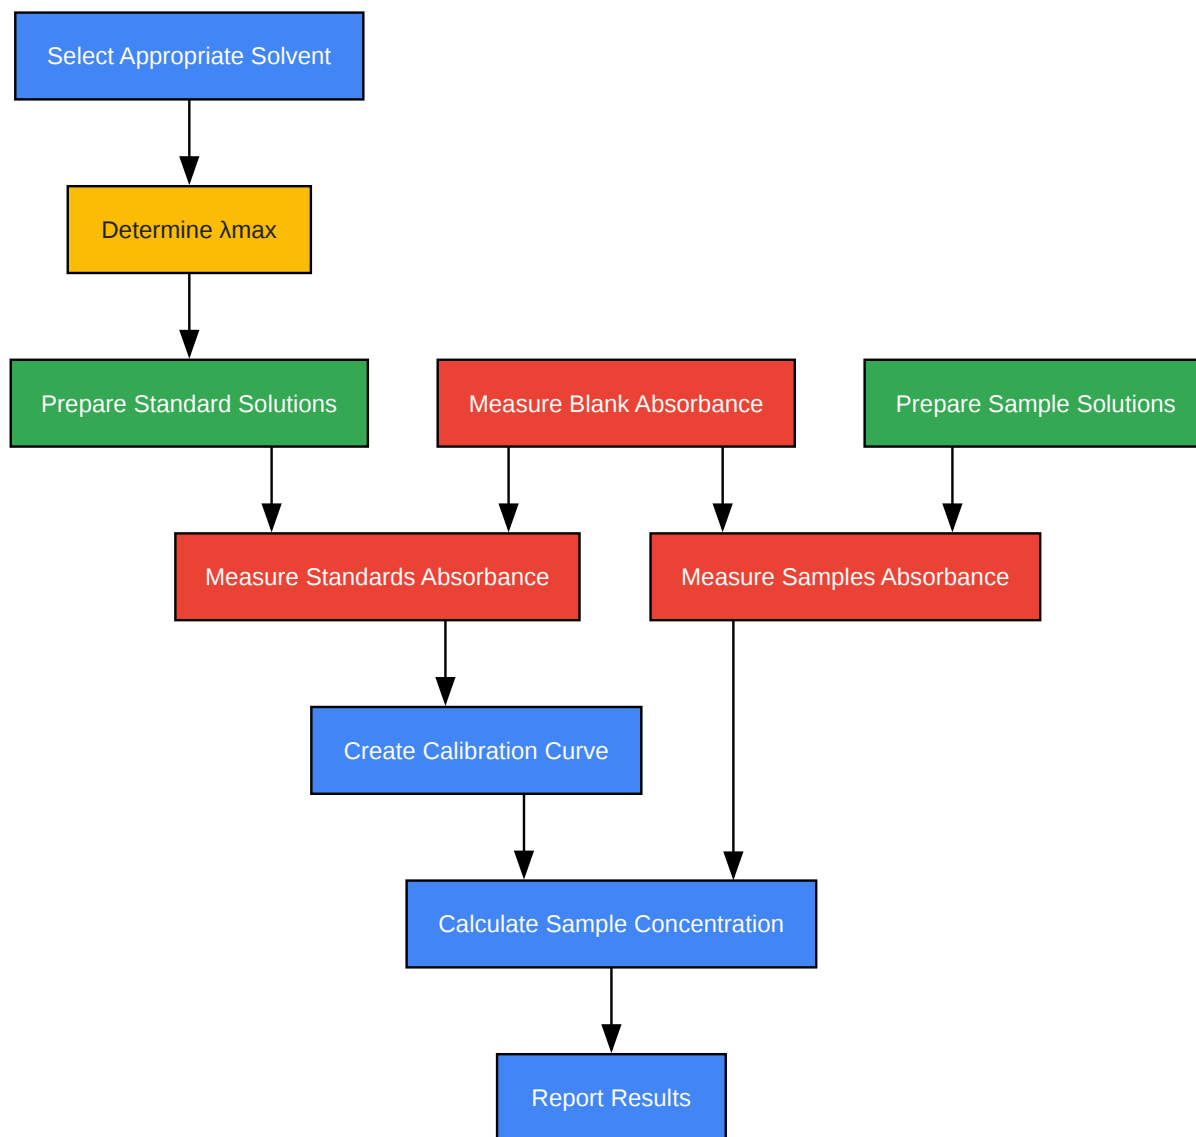 Select Appropriate Solvent
Determine λmax
Prepare Standard Solutions
Measure Blank Absorbance
Prepare Sample Solutions
Measure Standards Absorbance
Measure Samples Absorbance
Create Calibration Curve
Calculate Sample Concentration
Report Results